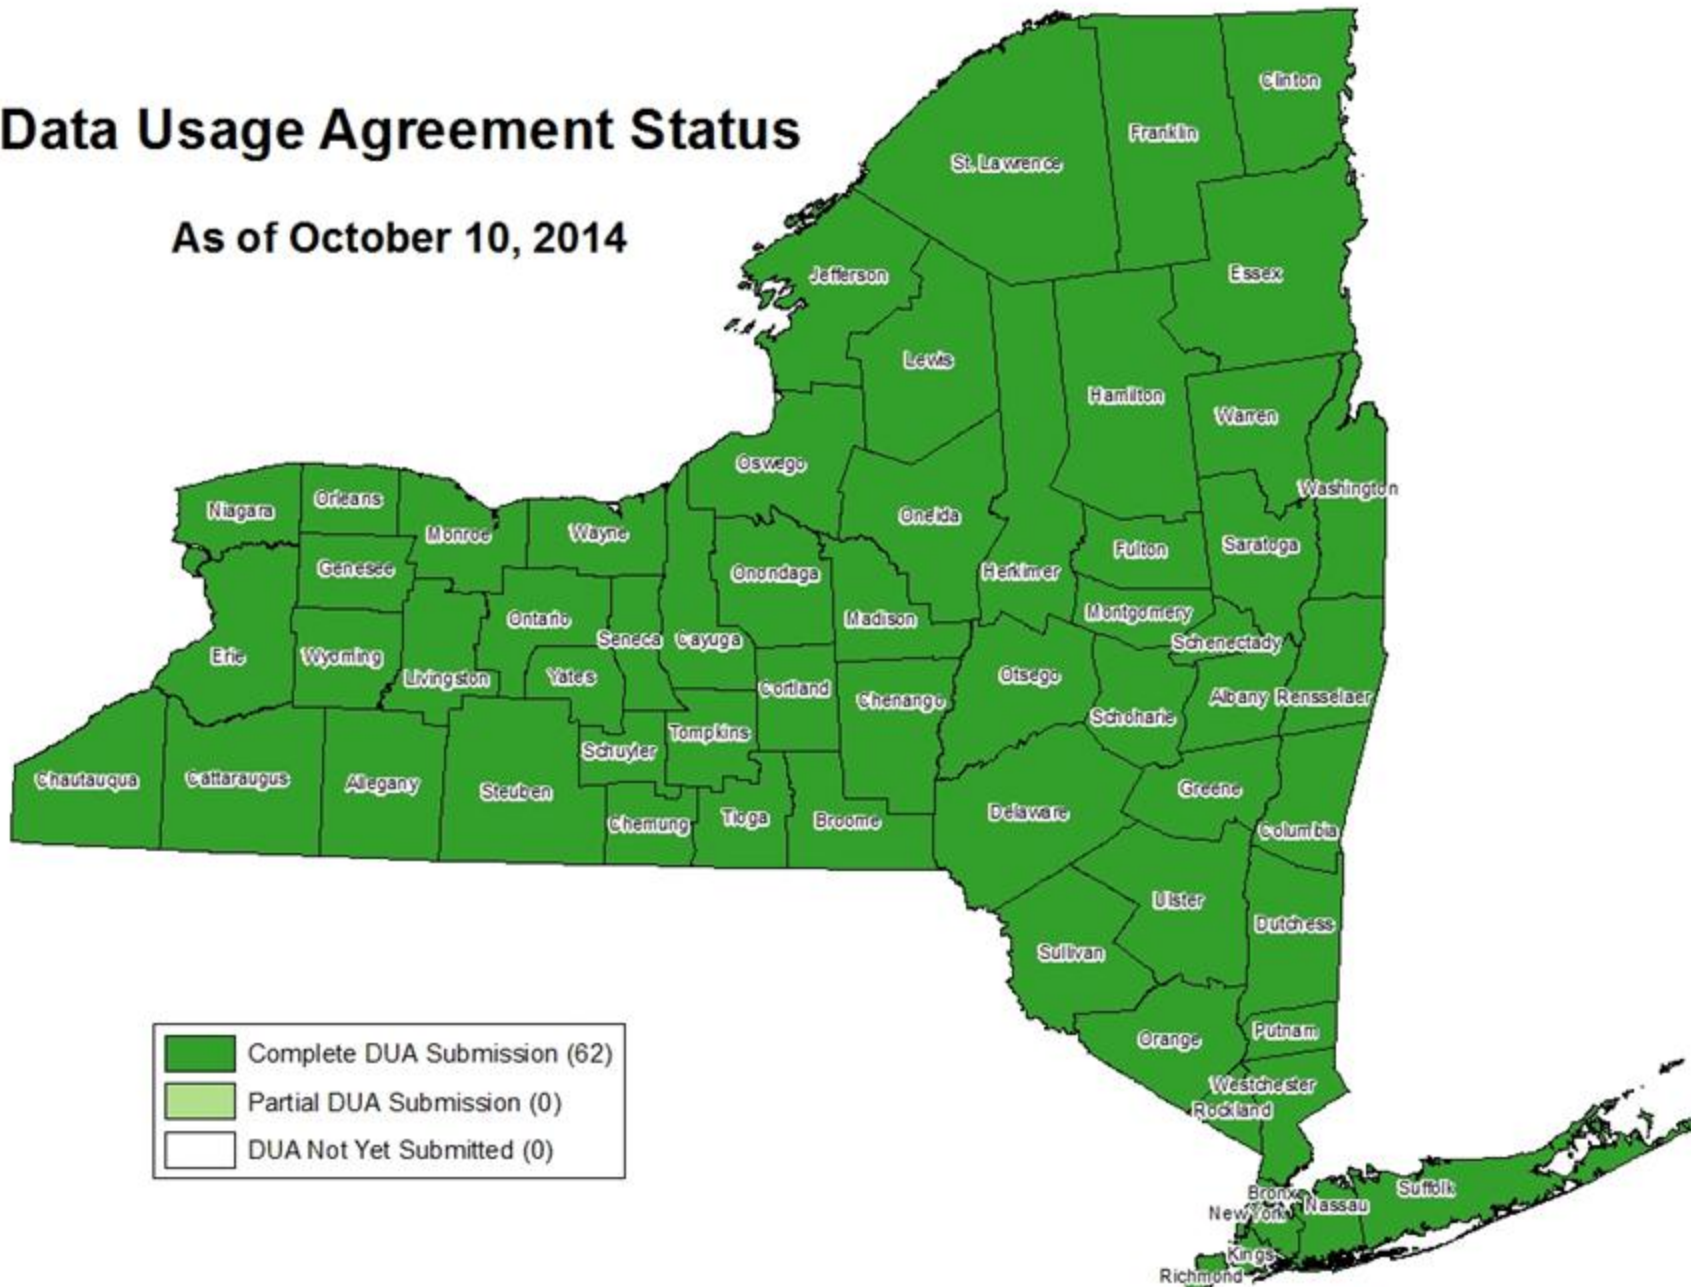 Data Usage Agreement Status
As of October 10, 2014
Clinton
Franklin
St. Lawrence
Jefferson
Essex
Lewis
Hamilton
Warren
Oswego
Washington
Niagara
Orleans
Monroe
Wayne
Oneida
Fulton
Saratoga
Genesee
Onondaga
Herkimer
Ontario
Seneca
Cayuga
Madison
Montgomery
Schenectady
Erie
Wyoming
Livingston
Yates
Cortland
Chenango
Otsego
Schoharie
Albany
Rensselaer
Chautauqua
Cattaraugus
Allegany
Steuben
Schuyler
Tompkins
Chemung
Tioga
Broome
Delaware
Greene
Columbia
Ulster
Dutchess
Sullivan
Orange
Putnam
Westchester
Rockland
Complete DUA Submission (62)
Partial DUA Submission (0)
DUA Not Yet Submitted (0)
Bronx
New York
Nassau
Suffolk
Kings
Richmond